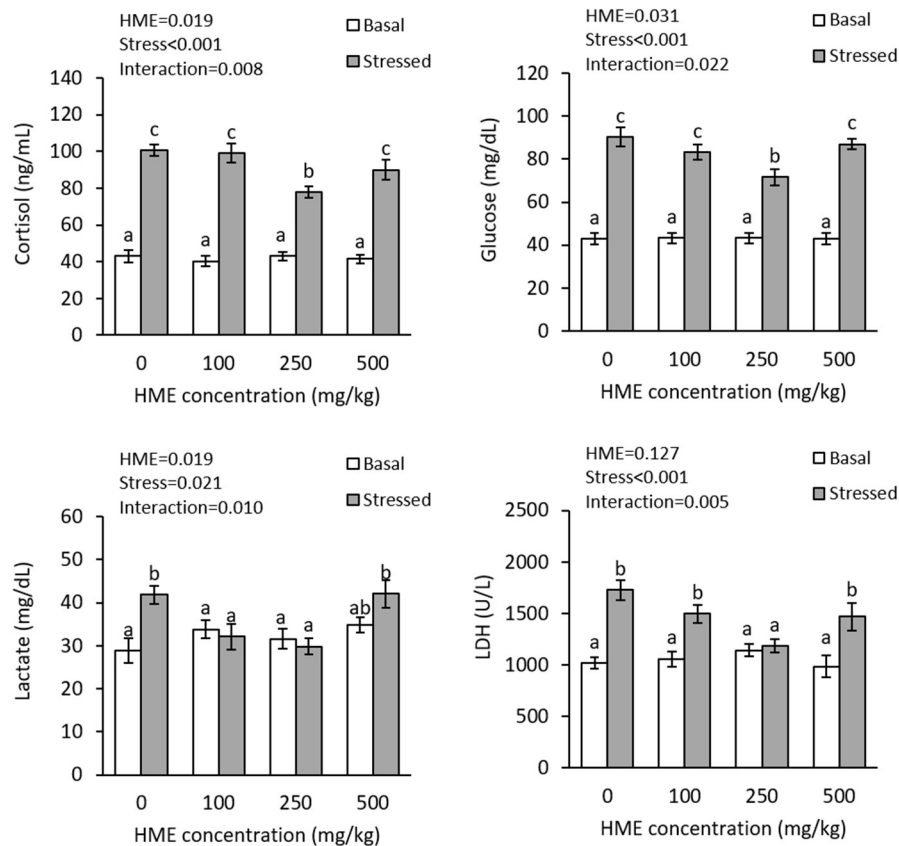 HME=0.019
Stress<0.001
Interaction=0.008
Basal
Stressed
Cortisol (ng/mL)
140
120
100
80
60
40
20
0
a
c
a
c
a
b
a
c
0 100 250 500
HME concentration (mg/kg)
HME=0.031
Stress<0.001
Interaction=0.022
Basal
Stressed
Glucose (mg/dL)
120
100
80
60
40
20
0
a
c
a
c
a
b
a
c
0 100 250 500
HME concentration (mg/kg)
HME=0.019
Stress=0.021
Interaction=0.010
Basal
Stressed
Lactate (mg/dL)
60
50
40
30
20
10
0
a
b
a
a
a
a
ab
b
0 100 250 500
HME concentration (mg/kg)
HME=0.127
Stress<0.001
Interaction=0.005
Basal
Stressed
LDH (U/L)
2500
2000
1500
1000
500
0
a
b
a
b
a
a
a
b
0 100 250 500
HME concentration (mg/kg)